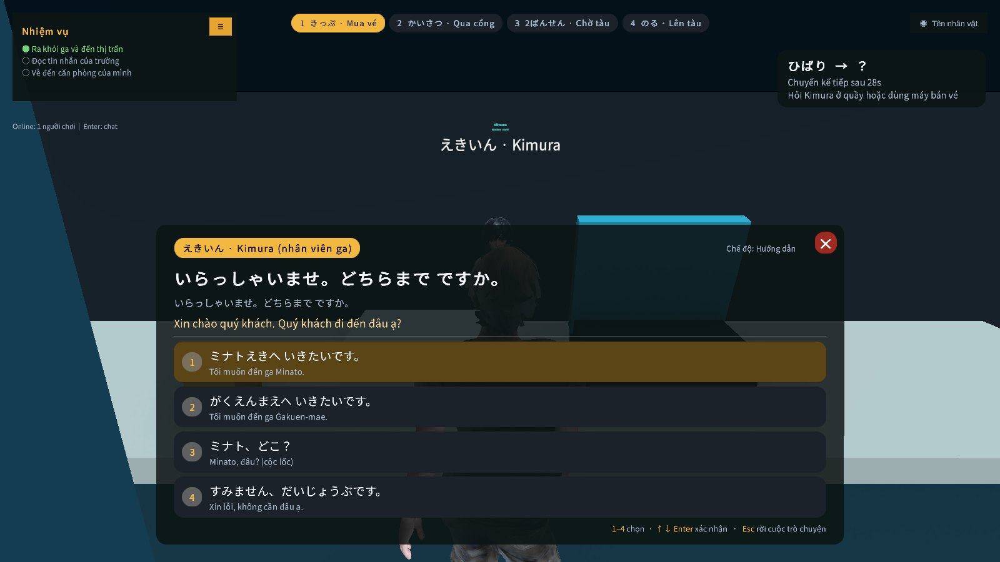 Nhiệm vụ
☰
Ra khỏi ga và đến thị trấn
Đọc tin nhắn của trường
Về đến căn phòng của mình
1 きっぷ · Mua vé
2 かいさつ · Qua cổng
3 2ばんせん · Chờ tàu
4 のる · Lên tàu
◉ Tên nhân vật
ひばり → ？
Chuyến kế tiếp sau 28s
Hỏi Kimura ở quầy hoặc dùng máy bán vé
Online: 1 người chơi | Enter: chat
Kimura
えきいん · Kimura
えきいん · Kimura (nhân viên ga)
Chế độ: Hướng dẫn
いらっしゃいませ。どちらまで ですか。
いらっしゃいませ。どちらまで ですか。
Xin chào quý khách. Quý khách đi đến đâu ạ?
1
ミナトえきへ いきたいです。
Tôi muốn đến ga Minato.
2
がくえんまえへ いきたいです。
Tôi muốn đến ga Gakuen-mae.
3
ミナト、どこ？
Minato, đâu? (cộc lốc)
4
すみません、だいじょうぶです。
Xin lỗi, không cần đâu ạ.
1–4 chọn · ↑↓ Enter xác nhận · Esc rời cuộc trò chuyện